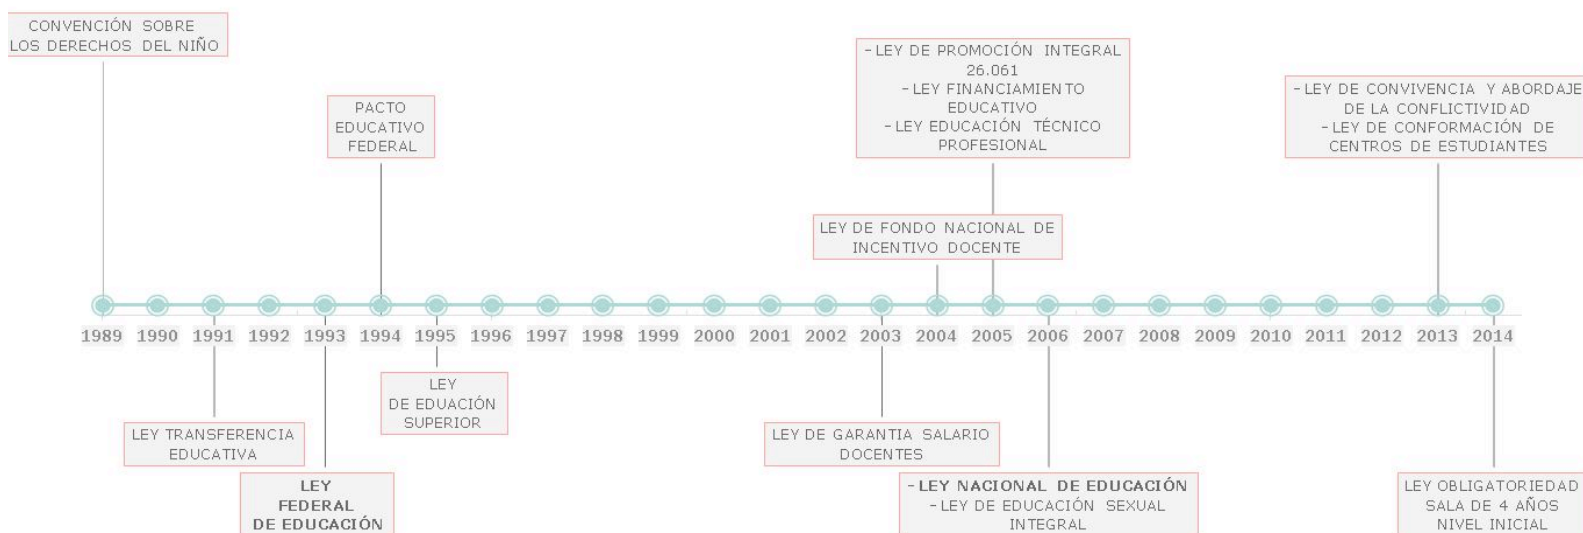 CONVENCIÓN SOBRE
LOS DERECHOS DEL NIÑO
PACTO
EDUCATIVO
FEDERAL
- LEY DE PROMOCIÓN INTEGRAL
26.061
- LEY FINANCIAMIENTO
EDUCATIVO
- LEY EDUCACIÓN TÉCNICO
PROFESIONAL
- LEY DE CONVIVENCIA Y ABORDAJE
DE LA CONFLICTIVIDAD
- LEY DE CONFORMACIÓN DE
CENTROS DE ESTUDIANTES
LEY DE FONDO NACIONAL DE
INCENTIVO DOCENTE
1989 1990 1991 1992 1993 1994 1995 1996 1997 1998 1999 2000 2001 2002 2003 2004 2005 2006 2007 2008 2009 2010 2011 2012 2013 2014
LEY TRANSFERENCIA
EDUCATIVA
LEY
FEDERAL
DE EDUCACIÓN
LEY
DE EDUACIÓN
SUPERIOR
LEY DE GARANTIA SALARIO
DOCENTES
- LEY NACIONAL DE EDUCACIÓN
- LEY DE EDUCACIÓN SEXUAL
INTEGRAL
LEY OBLIGATORIEDAD
SALA DE 4 AÑOS
NIVEL INICIAL